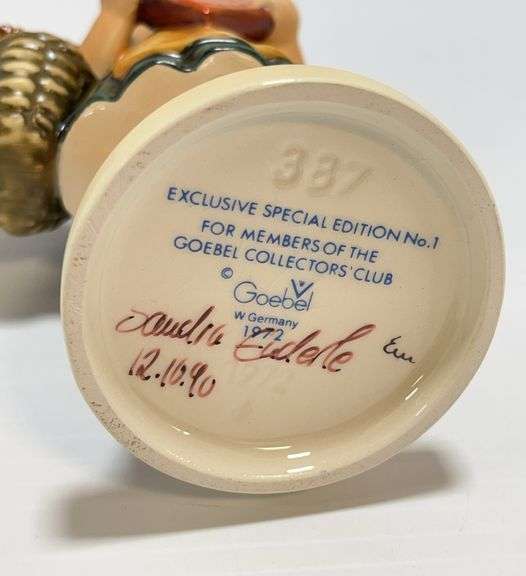 387
EXCLUSIVE SPECIAL EDITION No. 1
FOR MEMBERS OF THE
GOEBEL COLLECTORS' CLUB
©
Goebel
W Germany
1972
Sandra
12.10.90